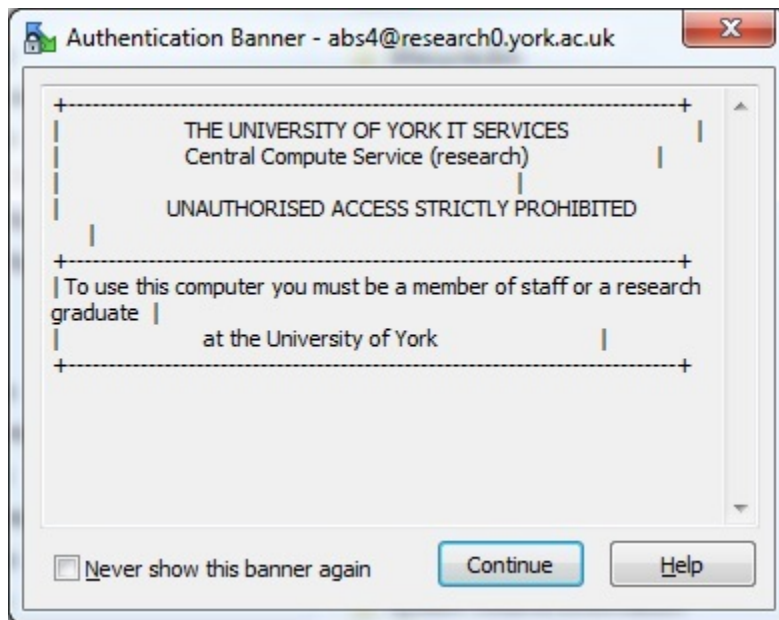 Authentication Banner - abs4@research0.york.ac.uk
+-----------------------------------------------------------------------------+
| THE UNIVERSITY OF YORK IT SERVICES |
| Central Compute Service (research) |
| |
| UNAUTHORISED ACCESS STRICTLY PROHIBITED
|
+-----------------------------------------------------------------------------+
| To use this computer you must be a member of staff or a research
graduate |
| at the University of York |
+-----------------------------------------------------------------------------+
Never show this banner again
Continue
Help